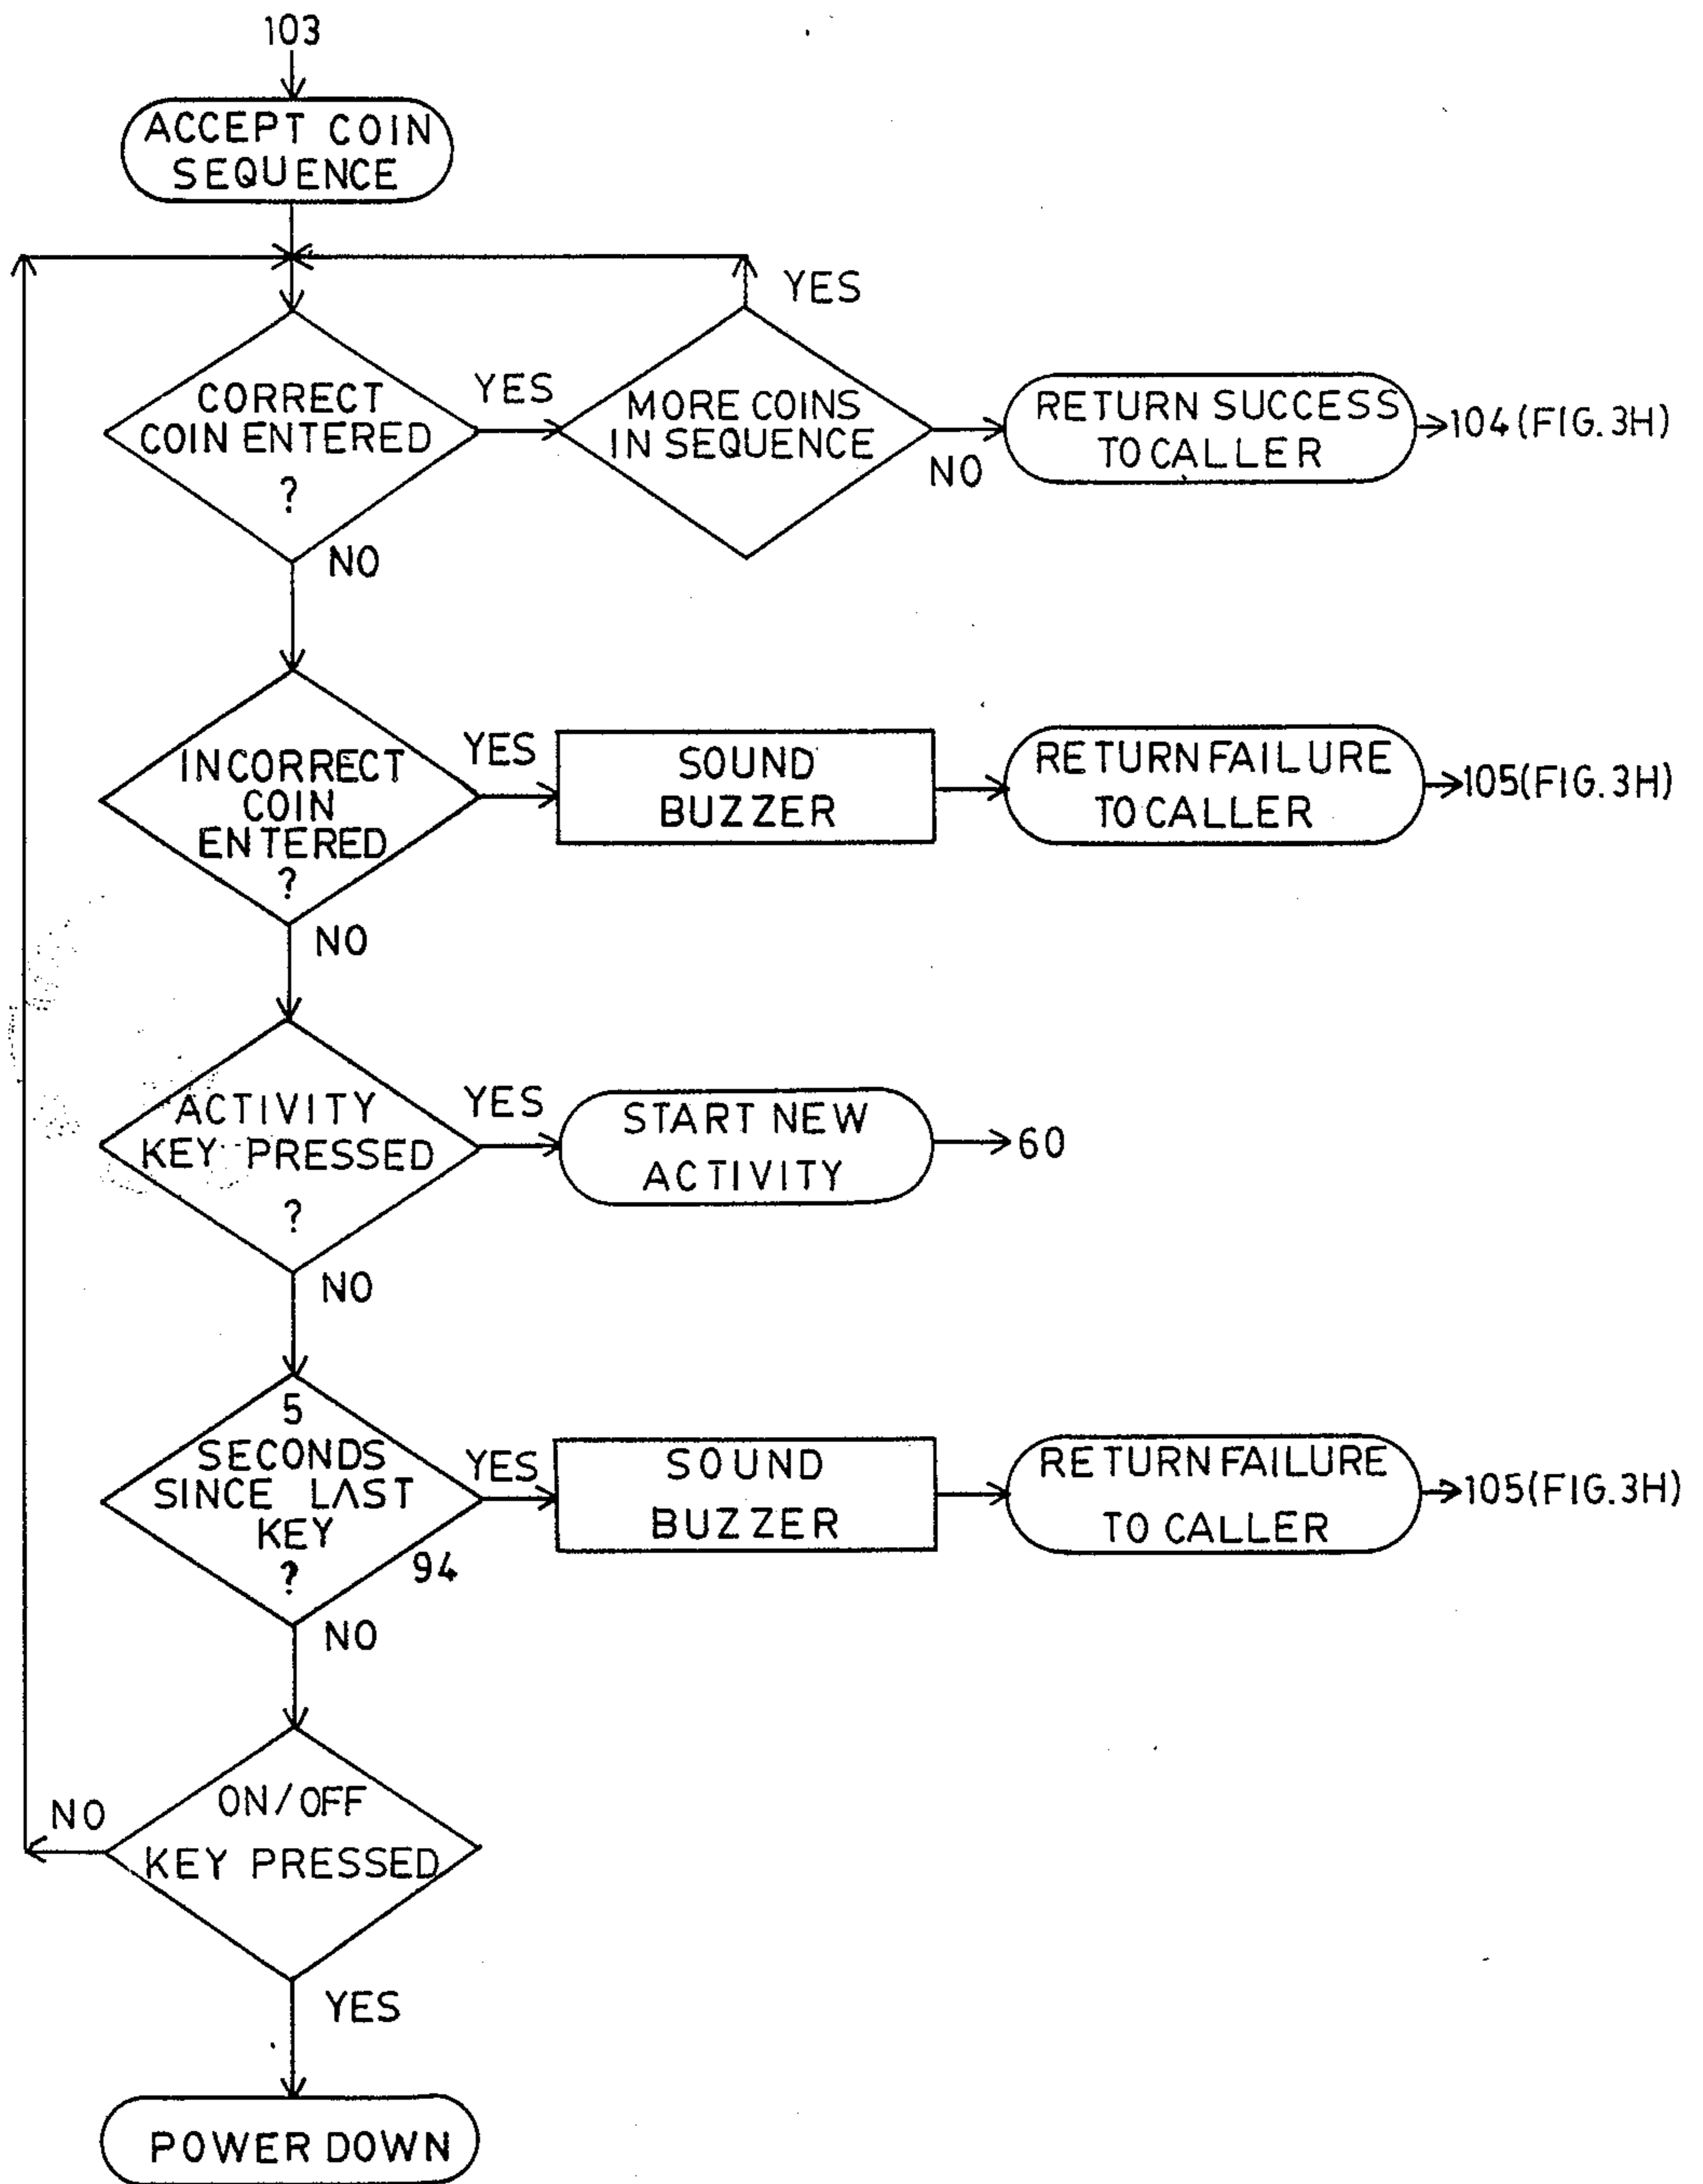 103
ACCEPT COIN
SEQUENCE
YES
CORRECT
COIN ENTERED
?
YES
MORE COINS
IN SEQUENCE
NO
RETURN SUCCESS
TO CALLER
104 (FIG. 3H)
NO
INCORRECT
COIN
ENTERED
?
YES
SOUND
BUZZER
RETURN FAILURE
TO CALLER
105 (FIG. 3H)
NO
ACTIVITY
KEY PRESSED
?
YES
START NEW
ACTIVITY
60
NO
5
SECONDS
SINCE LAST
KEY
?
94
YES
SOUND
BUZZER
RETURN FAILURE
TO CALLER
105 (FIG. 3H)
NO
ON/OFF
KEY PRESSED
NO
YES
POWER DOWN